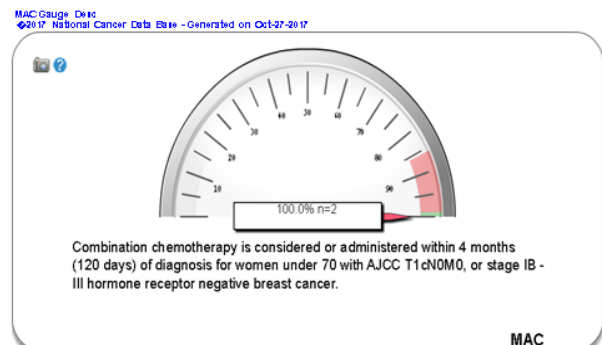 MAC Gauge Desc
©2017 National Cancer Data Base - Generated on Oct-27-2017
10
20
30
40
50
60
70
80
90
100.0% n=2
Combination chemotherapy is considered or administered within 4 months
(120 days) of diagnosis for women under 70 with AJCC T1cN0M0, or stage IB -
III hormone receptor negative breast cancer.
MAC